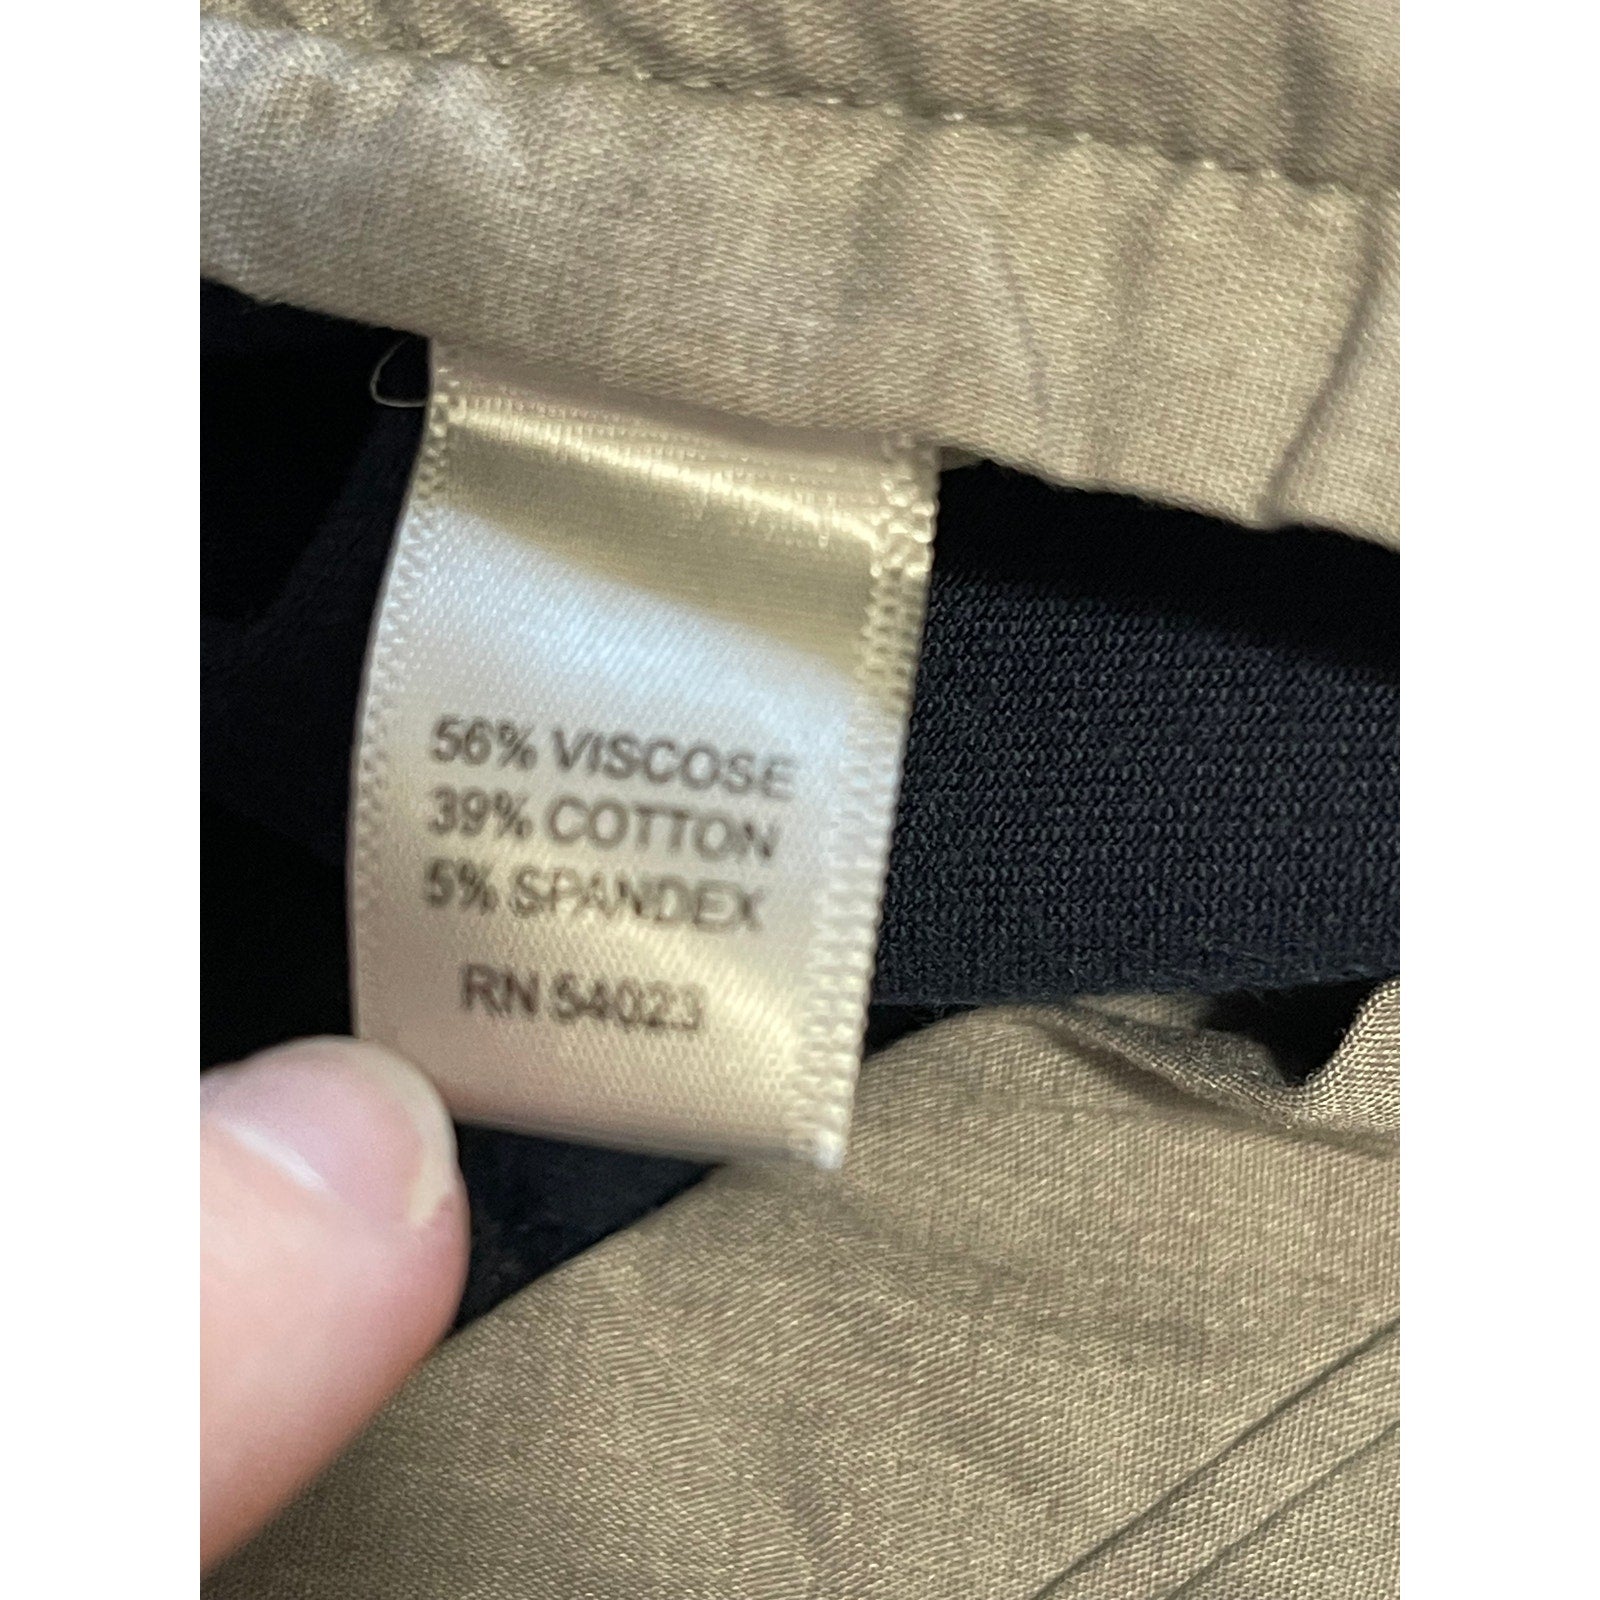 56% VISCOSE
39% COTTON
5% SPANDEX
RN 54023